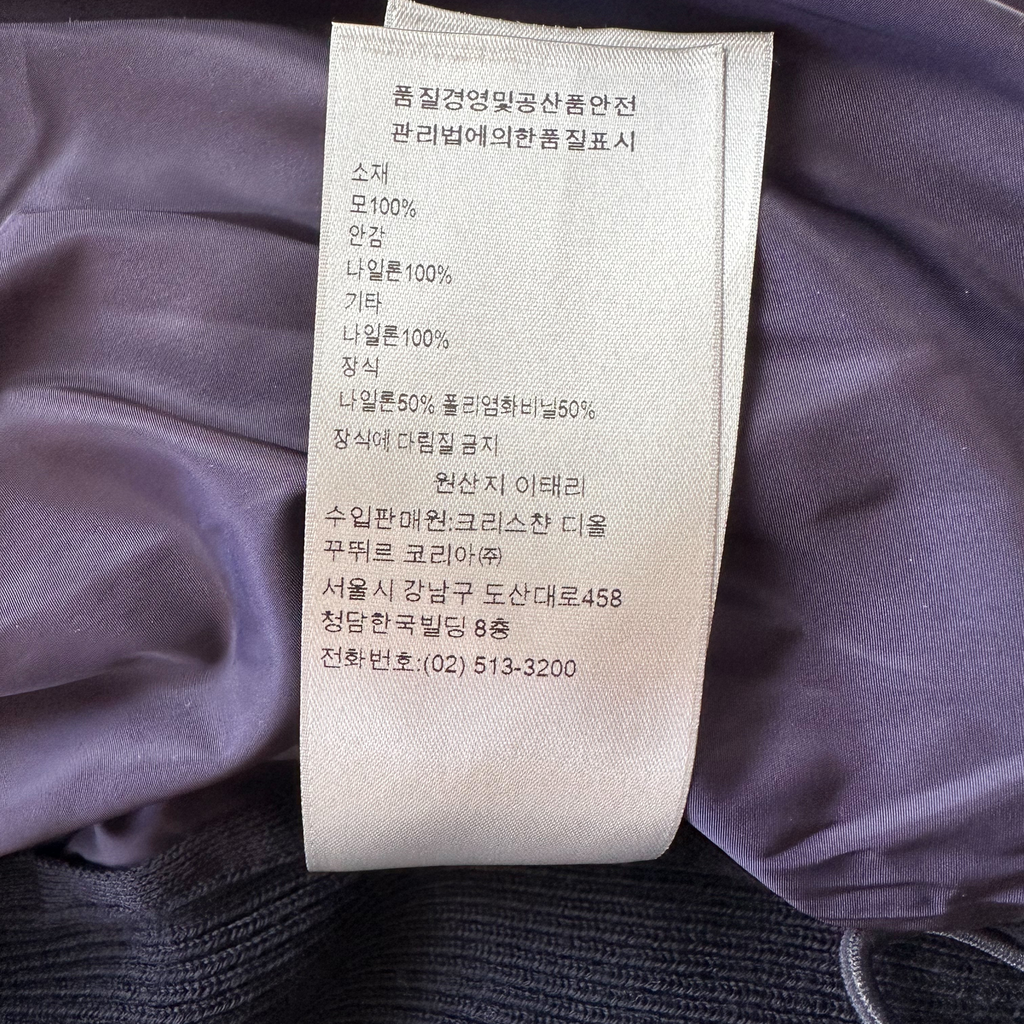 품질경영및공산품안전
관리법에의한품질표시
소재
모100%
안감
나일론100%
기타
나일론100%
장식
나일론50% 폴리염화비닐50%
장식에 다림질 금지
원산지 이태리
수입판매원:크리스챤 디올
꾸뛰르 코리아㈜
서울시 강남구 도산대로458
청담한국빌딩 8층
전화번호:(02) 513-3200